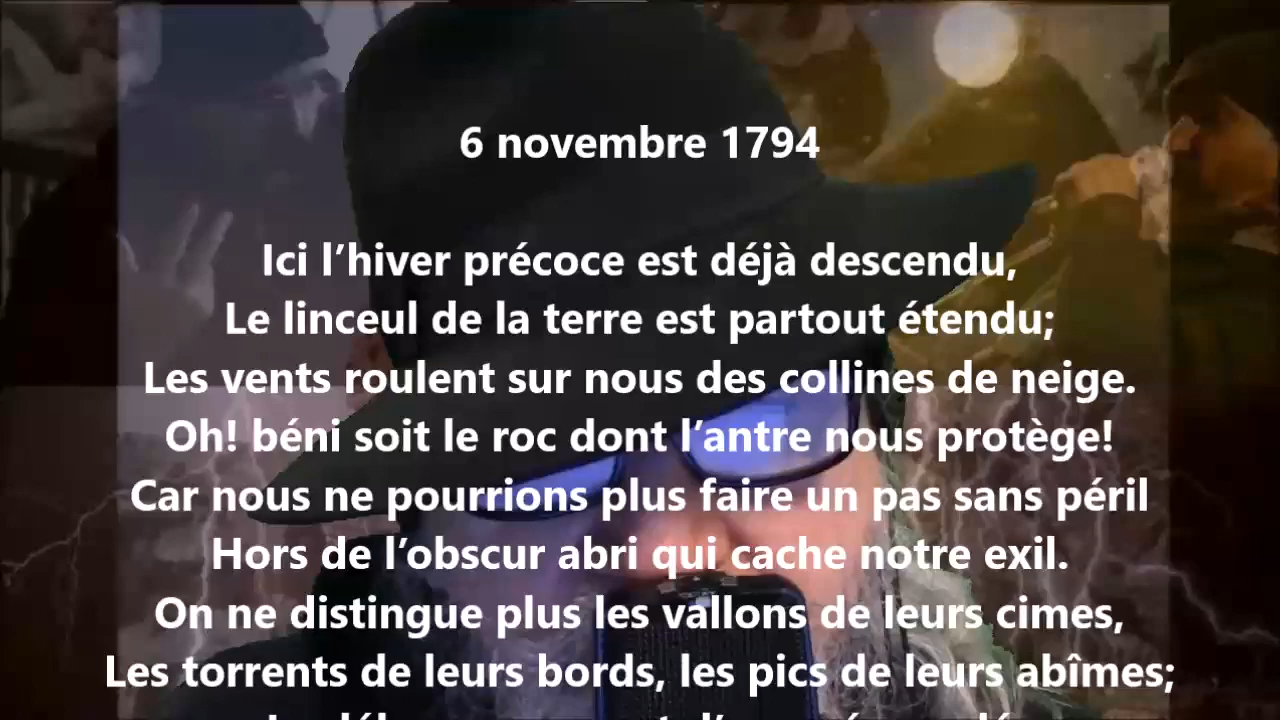 6 novembre 1794
Ici l’hiver précoce est déjà descendu,
Le linceul de la terre est partout étendu;
Les vents roulent sur nous des collines de neige.
Oh! béni soit le roc dont l’antre nous protège!
Car nous ne pourrions plus faire un pas sans péril
Hors de l’obscur abri qui cache notre exil.
On ne distingue plus les vallons de leurs cimes,
Les torrents de leurs bords, les pics de leurs abîmes;